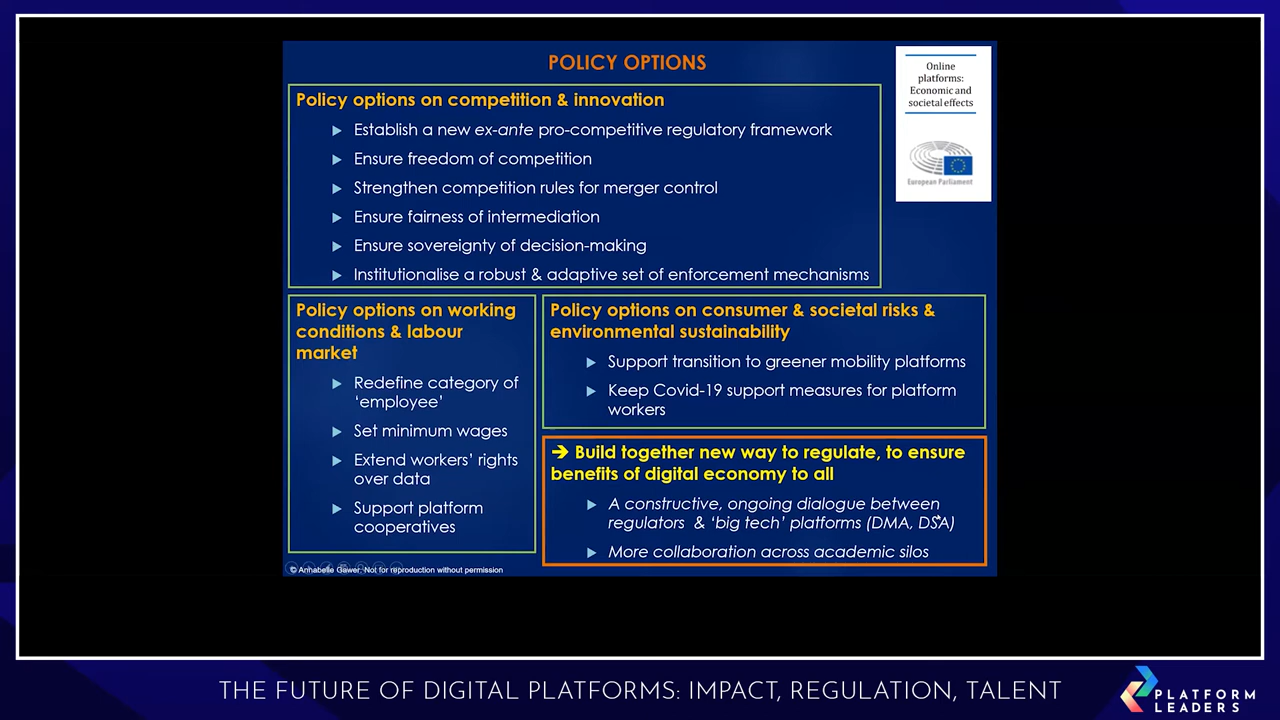 POLICY OPTIONS
Online
platforms:
Economic and
societal effects
European Parliament
Policy options on competition & innovation
Establish a new ex-ante pro-competitive regulatory framework
Ensure freedom of competition
Strengthen competition rules for merger control
Ensure fairness of intermediation
Ensure sovereignty of decision-making
Institutionalise a robust & adaptive set of enforcement mechanisms
Policy options on working
conditions & labour
market
Redefine category of
‘employee’
Set minimum wages
Extend workers’ rights
over data
Support platform
cooperatives
Policy options on consumer & societal risks &
environmental sustainability
Support transition to greener mobility platforms
Keep Covid-19 support measures for platform
workers
➔ Build together new way to regulate, to ensure
benefits of digital economy to all
A constructive, ongoing dialogue between
regulators & ‘big tech’ platforms (DMA, DSA)
More collaboration across academic silos
© Annabelle Gawer. Not for reproduction without permission
THE FUTURE OF DIGITAL PLATFORMS: IMPACT, REGULATION, TALENT
PLATFORM
LEADERS